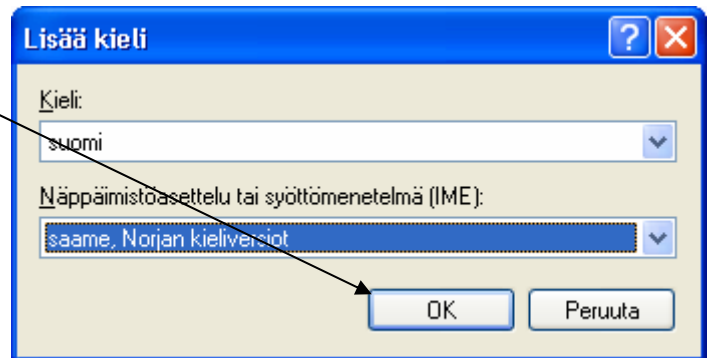 Lisää kieli
Kieli:
suomi
Näppäimistöasettelu tai syöttömenetelmä (IME):
saame, Norjan kieliversiot
OK Peruuta